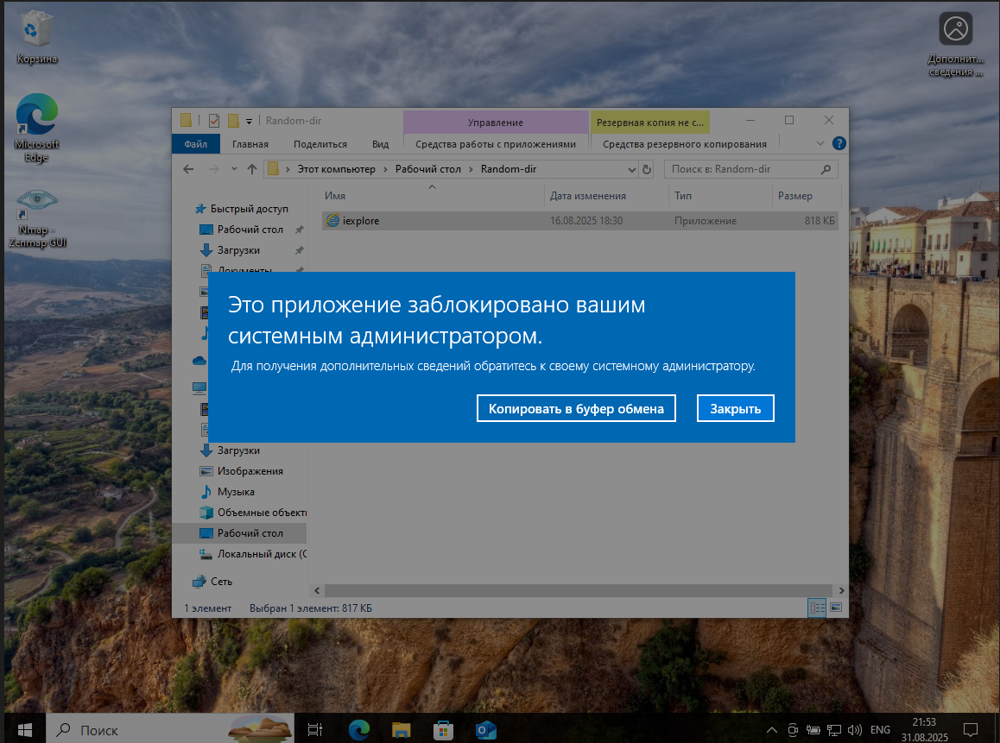 Корзина
Дополнит...
сведения ...
Microsoft
Edge
Nmap -
Zenmap GUI
Random-dir
Управление
Резервная копия не с...
Файл
Главная
Поделиться
Вид
Средства работы с приложениями
Средства резервного копирования
Этот компьютер
Рабочий стол
Random-dir
Поиск в: Random-dir
Имя
Дата изменения
Тип
Размер
iexplore
16.08.2025 18:30
Приложение
818 КБ
Быстрый доступ
Рабочий стол
Загрузки
Документы
Это приложение заблокировано вашим
системным администратором.
Для получения дополнительных сведений обратитесь к своему системному администратору.
Копировать в буфер обмена
Закрыть
Загрузки
Изображения
Музыка
Объемные объекты
Рабочий стол
Локальный диск (C
Сеть
1 элемент
Выбран 1 элемент: 817 КБ
Поиск
ENG
21:53
31.08.2025